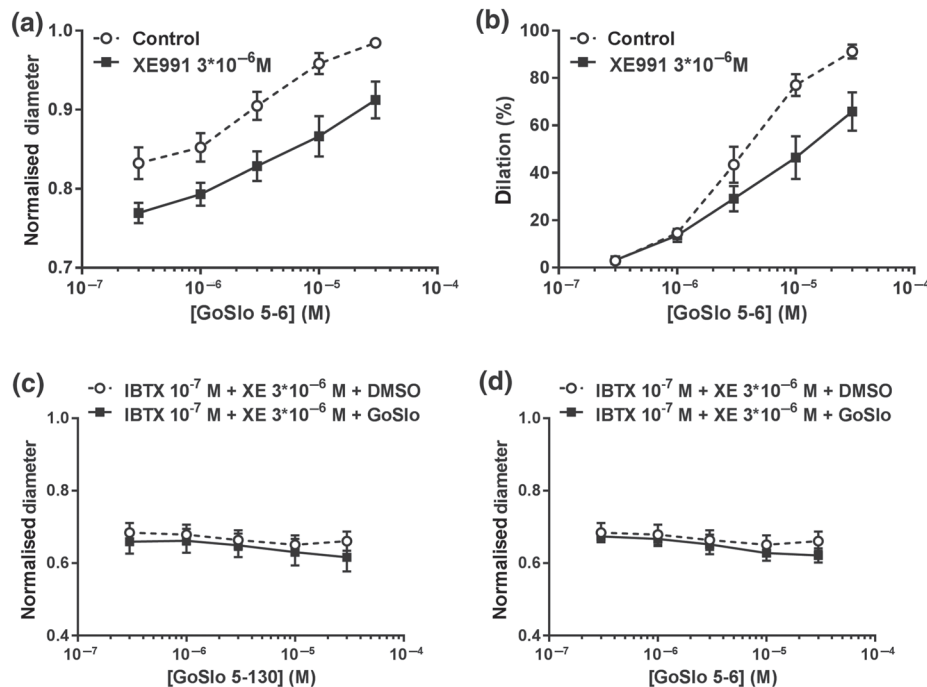 (a)
Control
XE991 3*10⁻⁶M
Normalised diameter
1.0
0.9
0.8
0.7
10⁻⁷
10⁻⁶
10⁻⁵
10⁻⁴
[GoSlo 5-6] (M)
(b)
Control
XE991 3*10⁻⁶M
Dilation (%)
100
80
60
40
20
0
10⁻⁷
10⁻⁶
10⁻⁵
10⁻⁴
[GoSlo 5-6] (M)
(c)
IBTX 10⁻⁷ M + XE 3*10⁻⁶ M + DMSO
IBTX 10⁻⁷ M + XE 3*10⁻⁶ M + GoSlo
Normalised diameter
1.0
0.8
0.6
0.4
10⁻⁷
10⁻⁶
10⁻⁵
10⁻⁴
[GoSlo 5-130] (M)
(d)
IBTX 10⁻⁷ M + XE 3*10⁻⁶ M + DMSO
IBTX 10⁻⁷ M + XE 3*10⁻⁶ M + GoSlo
Normalised diameter
1.0
0.8
0.6
0.4
10⁻⁷
10⁻⁶
10⁻⁵
10⁻⁴
[GoSlo 5-6] (M)